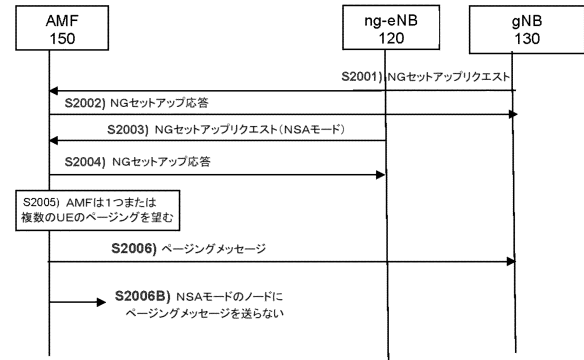 AMF
150
ng-eNB
120
gNB
130
S2001) NGセットアップリクエスト
S2002) NGセットアップ応答
S2003) NGセットアップリクエスト(NSAモード)
S2004) NGセットアップ応答
S2005) AMFは1つまたは
複数のUEのページングを望む
S2006) ページングメッセージ
S2006B) NSAモードのノードに
ページングメッセージを送らない